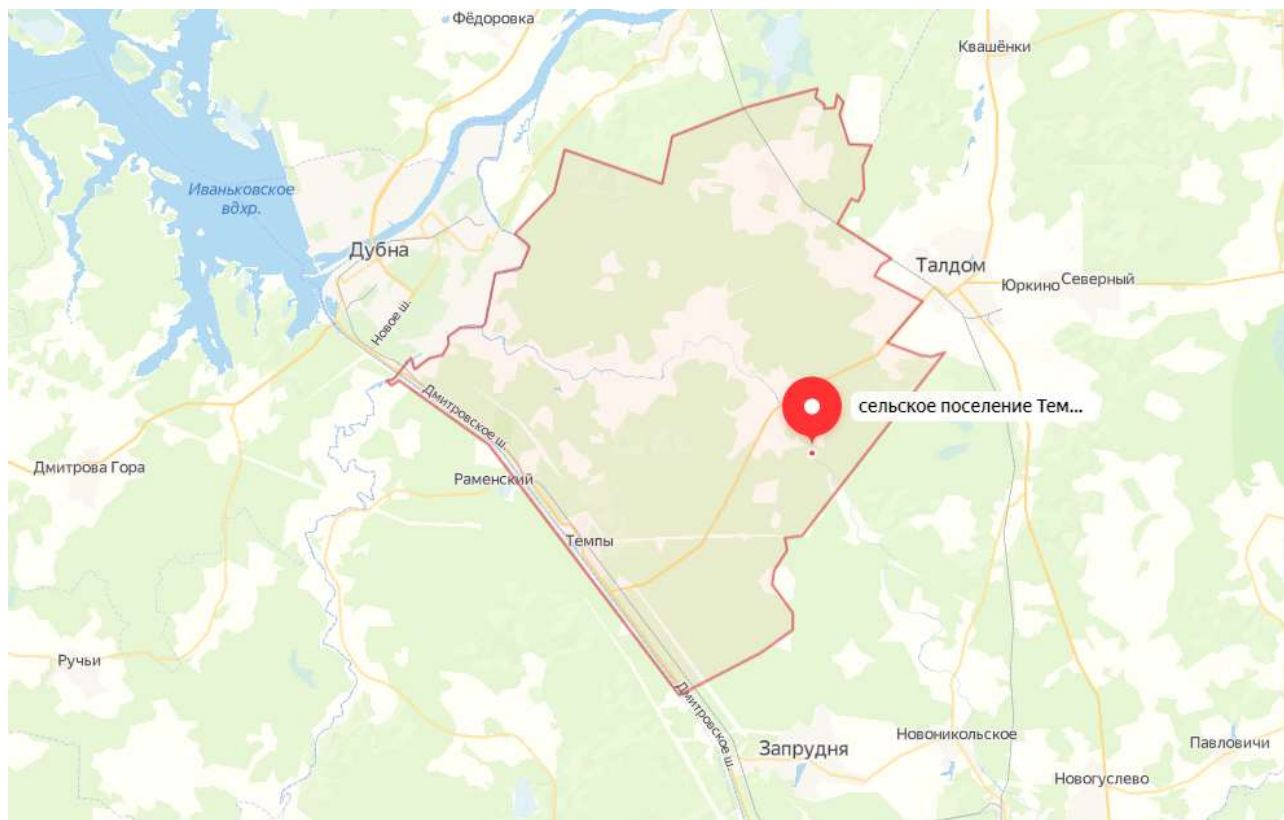 Фёдоровка
Квашёнки
Иваньковское
вдхр.
Дубна
Талдом
Юркино
Северный
Новое ш.
Дмитровское ш.
сельское поселение Тем...
Дмитрова Гора
Раменский
Темпы
Ручьи
Дмитровское ш.
Запрудня
Новоникольское
Павловичи
Новогуслево